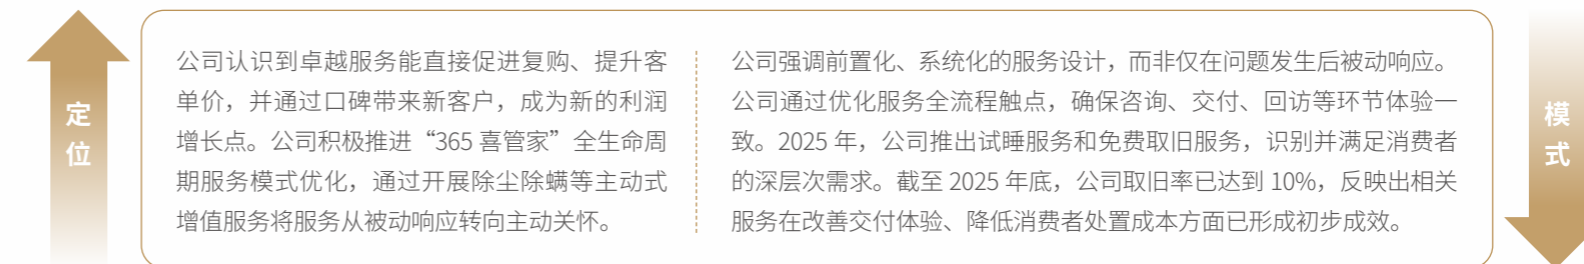 定位
公司认识到卓越服务能直接促进复购、提升客
单价，并通过口碑带来新客户，成为新的利润
增长点。公司积极推进“365 喜管家”全生命周
期服务模式优化，通过开展除尘除螨等主动式
增值服务将服务从被动响应转向主动关怀。
公司强调前置化、系统化的服务设计，而非仅在问题发生后被动响应。
公司通过优化服务全流程触点，确保咨询、交付、回访等环节体验一
致。2025 年，公司推出试睡服务和免费取旧服务，识别并满足消费者
的深层次需求。截至 2025 年底，公司取旧率已达到 10%，反映出相关
服务在改善交付体验、降低消费者处置成本方面已形成初步成效。
模式